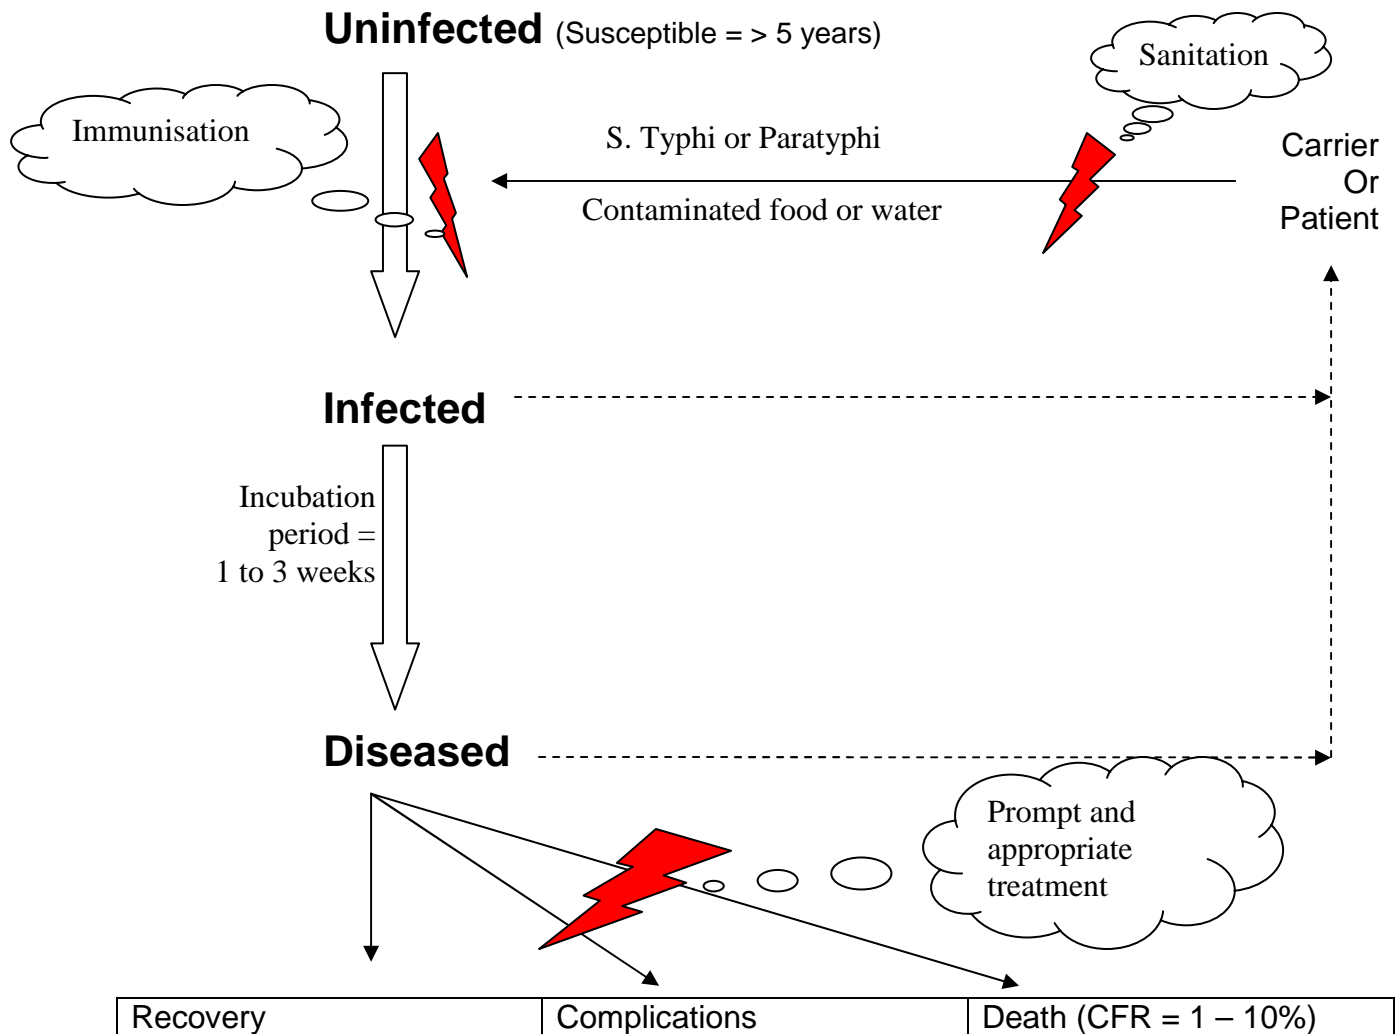 Uninfected (Susceptible = > 5 years)
Sanitation
Immunisation
S. Typhi or Paratyphi
Contaminated food or water
Carrier
Or
Patient
Infected
Incubation
period =
1 to 3 weeks
Diseased
Prompt and
appropriate
treatment
Recovery
Complications
Death (CFR = 1 – 10%)